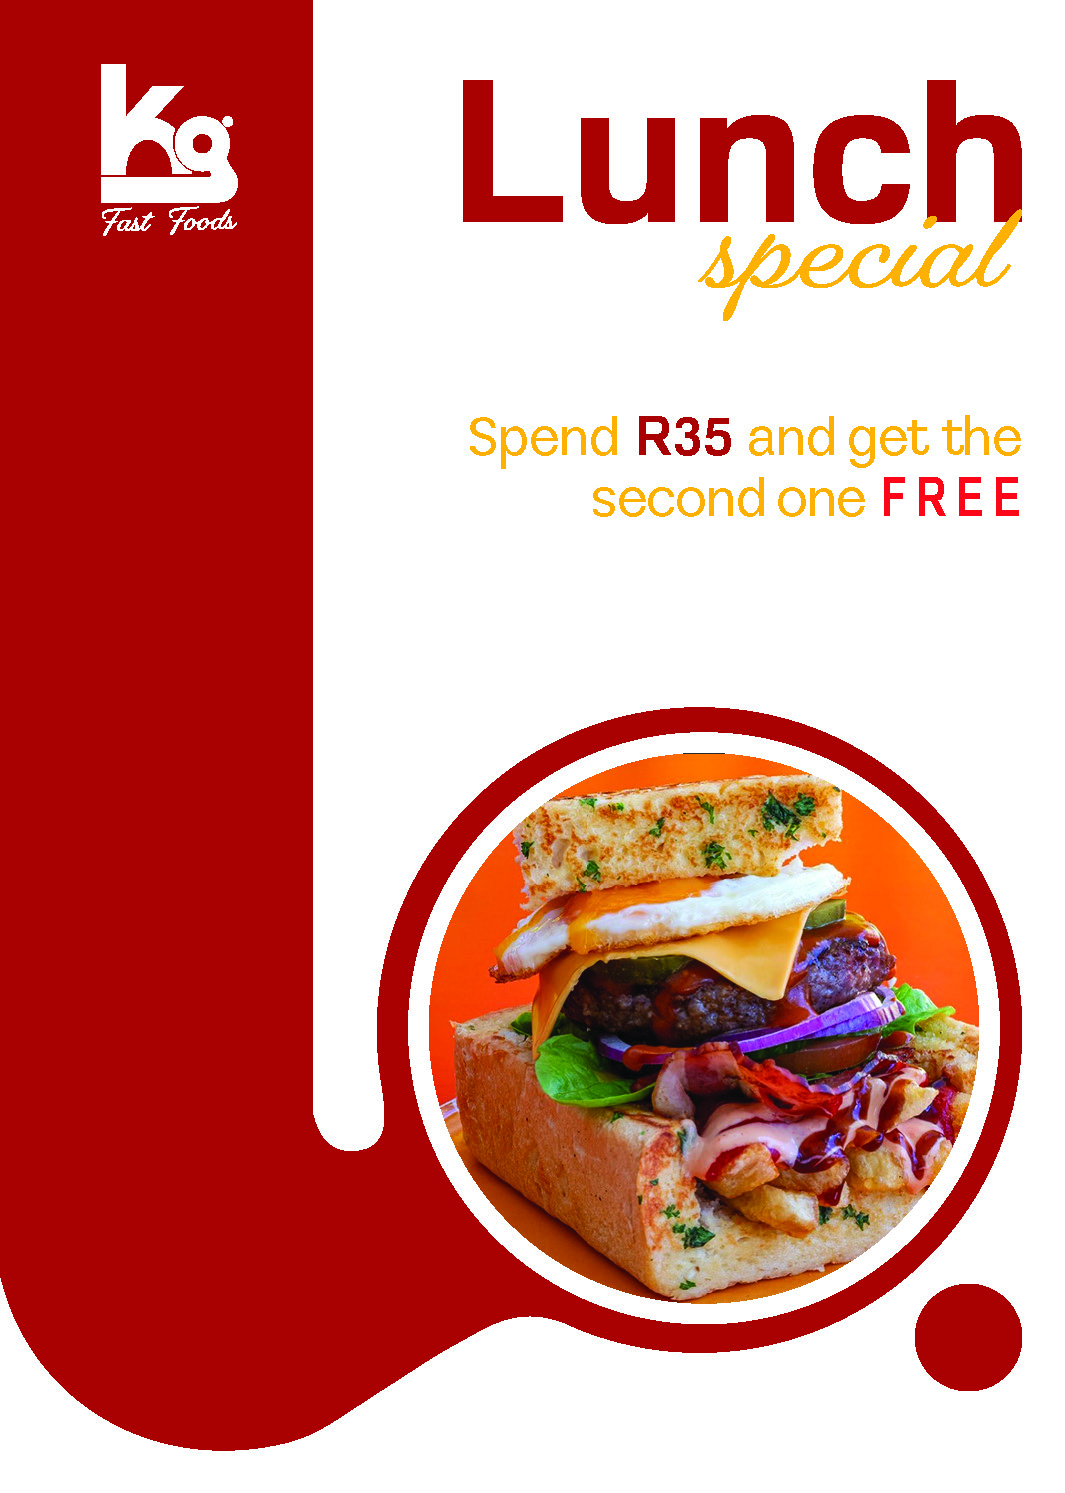 kg
Fast Foods
Lunch
special
Spend R35 and get the
second one FREE